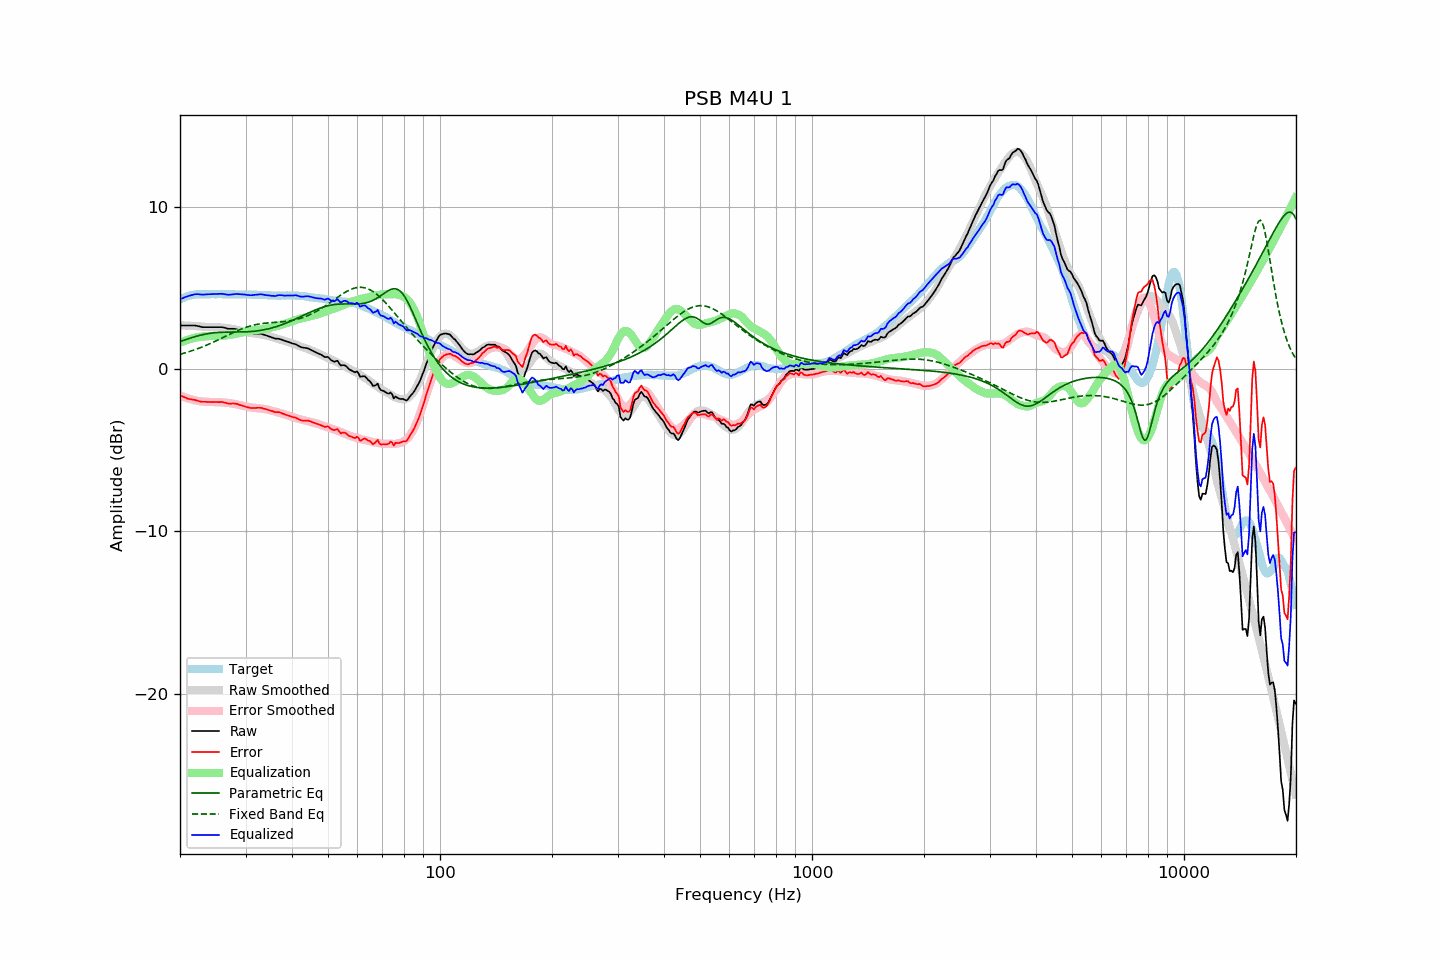 PSB M4U 1
10
0
−10
−20
Amplitude (dBr)
Target
Raw Smoothed
Error Smoothed
Raw
Error
Equalization
Parametric Eq
Fixed Band Eq
Equalized
100
1000
10000
Frequency (Hz)